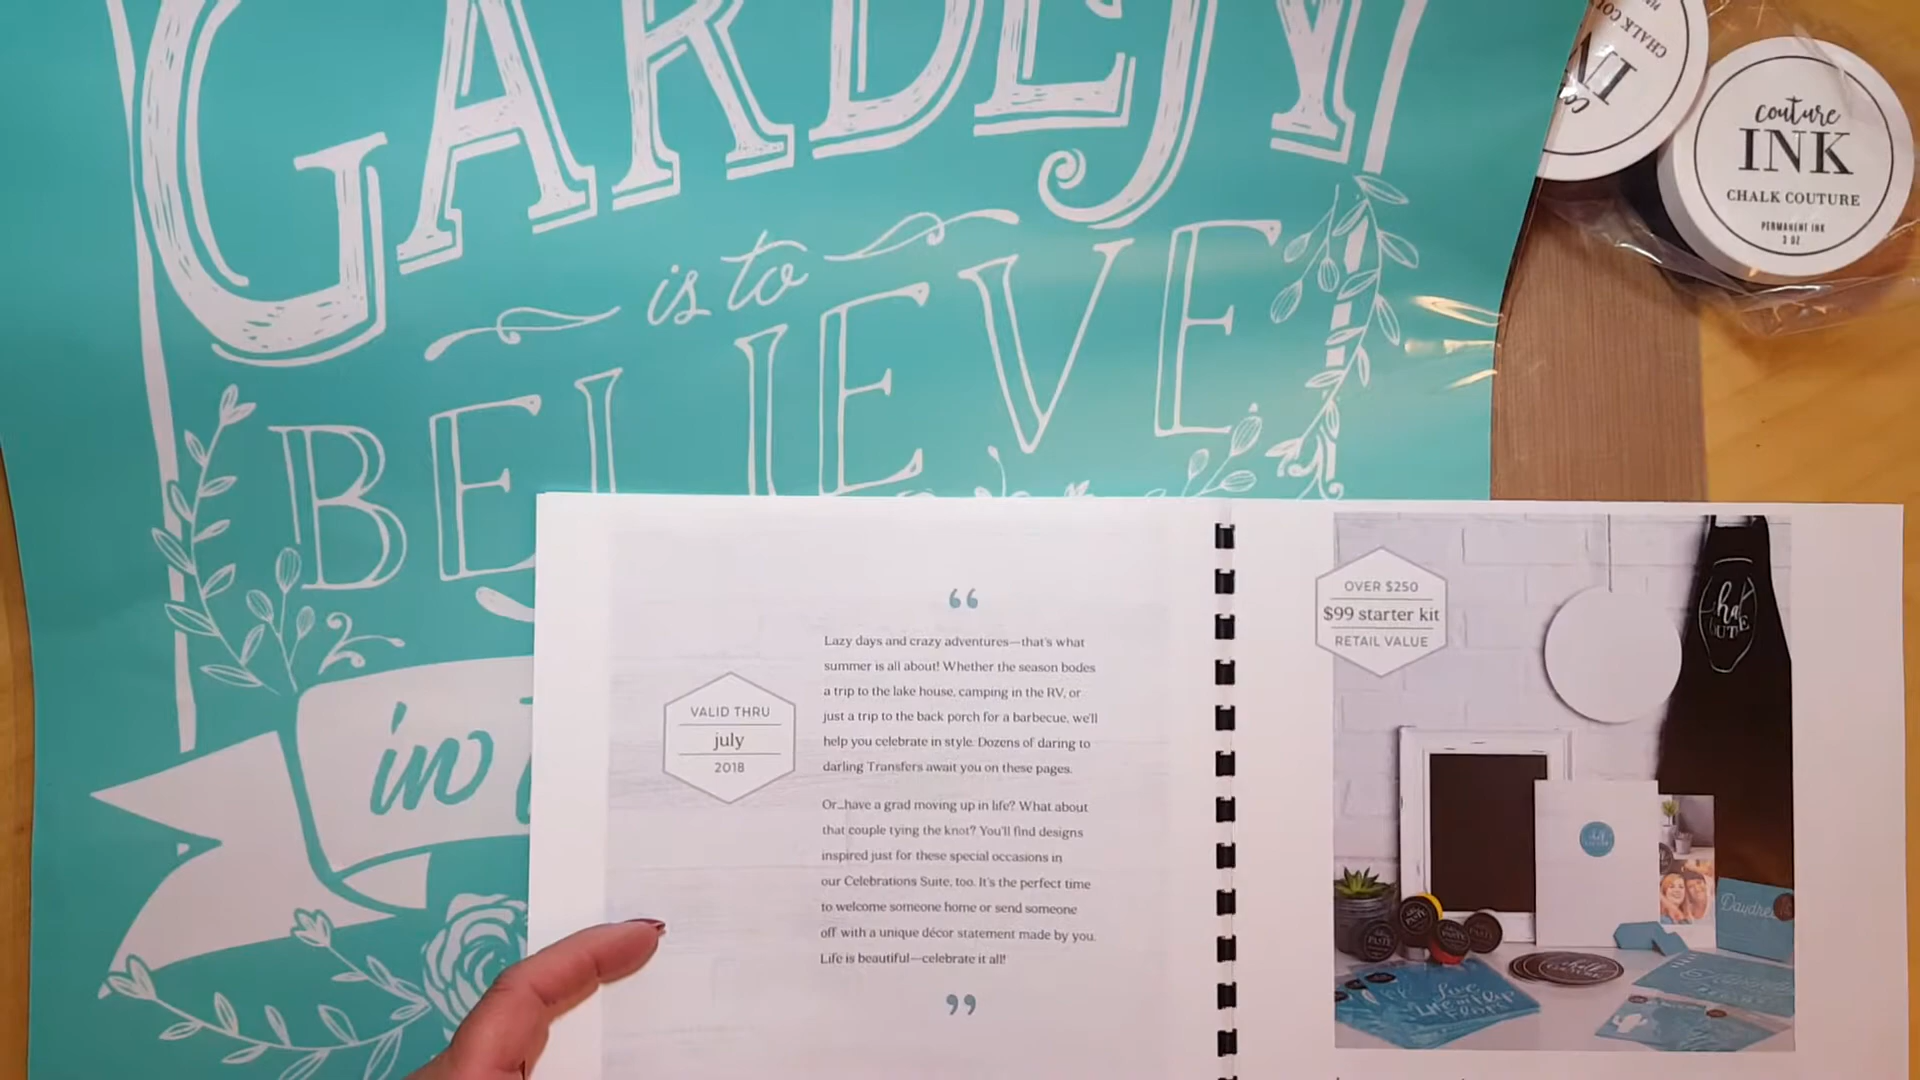 GARDEN
is to
BELIEVE
in
couture
INK
CHALK COUTURE
PERMANENT INK
3 OZ
INK
CHALK
“
Lazy days and crazy adventures—that's what
summer is all about! Whether the season bodes
a trip to the lake house, camping in the RV, or
just a trip to the back porch for a barbecue, we'll
help you celebrate in style. Dozens of daring to
darling Transfers await you on these pages.
VALID THRU
july
2018
Or...have a grad moving up in life? What about
that couple tying the knot? You'll find designs
inspired just for these special occasions in
our Celebrations Suite, too. It's the perfect time
to welcome someone home or send someone
off with a unique décor statement made by you.
Life is beautiful—celebrate it all!
”
OVER $250
$99 starter kit
RETAIL VALUE